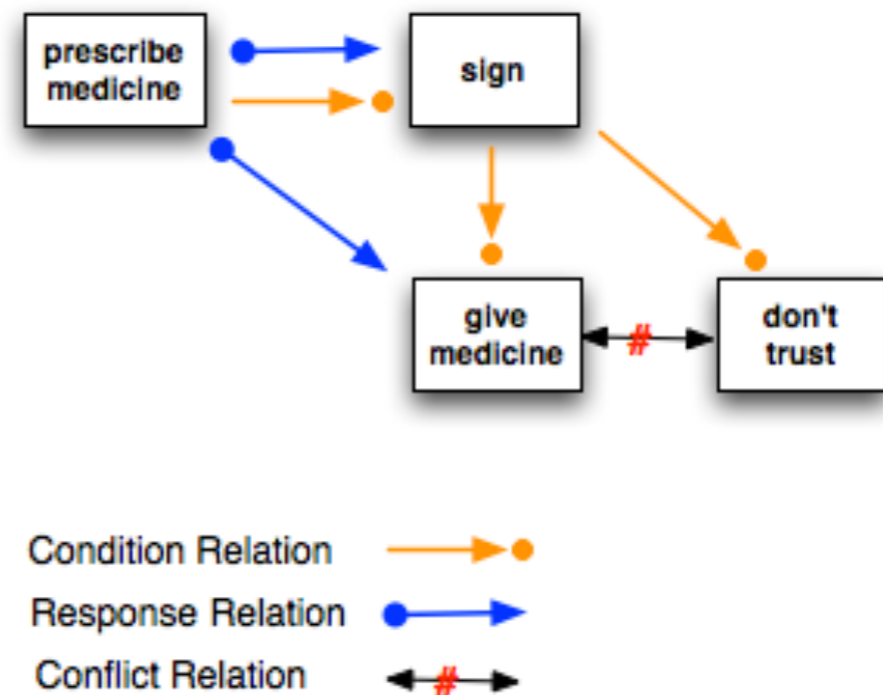 prescribe
medicine
sign
give
medicine
#
don't
trust
Condition Relation
Response Relation
Conflict Relation
#